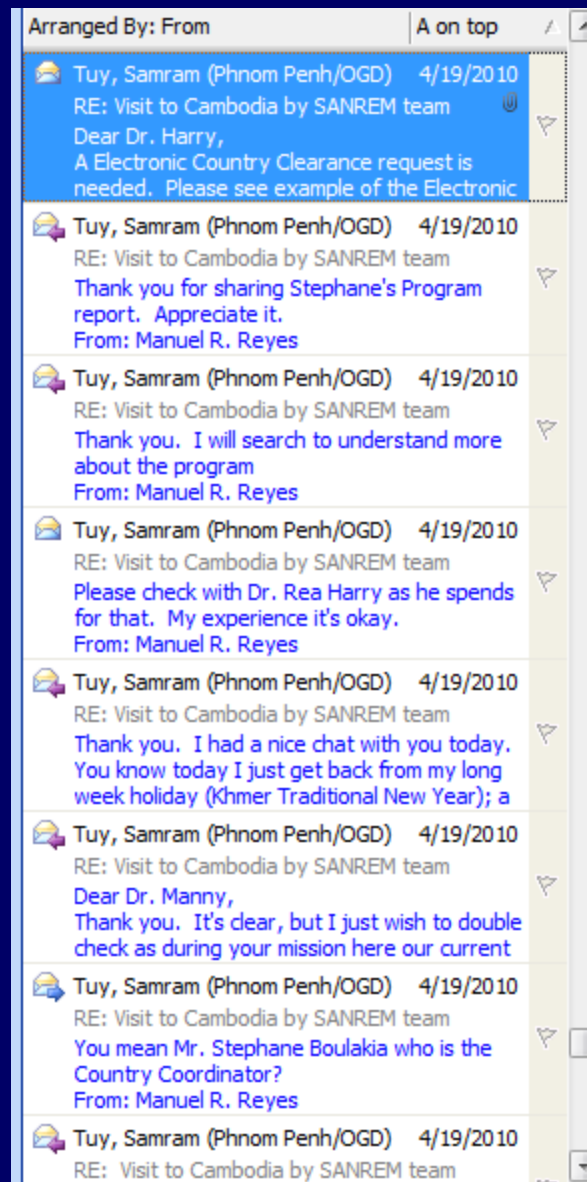 Arranged By: From A on top
Tuy, Samram (Phnom Penh/OGD) 4/19/2010
RE: Visit to Cambodia by SANREM team
Dear Dr. Harry,
A Electronic Country Clearance request is
needed. Please see example of the Electronic
Tuy, Samram (Phnom Penh/OGD) 4/19/2010
RE: Visit to Cambodia by SANREM team
Thank you for sharing Stephane's Program
report. Appreciate it.
From: Manuel R. Reyes
Tuy, Samram (Phnom Penh/OGD) 4/19/2010
RE: Visit to Cambodia by SANREM team
Thank you. I will search to understand more
about the program
From: Manuel R. Reyes
Tuy, Samram (Phnom Penh/OGD) 4/19/2010
RE: Visit to Cambodia by SANREM team
Please check with Dr. Rea Harry as he spends
for that. My experience it's okay.
From: Manuel R. Reyes
Tuy, Samram (Phnom Penh/OGD) 4/19/2010
RE: Visit to Cambodia by SANREM team
Thank you. I had a nice chat with you today.
You know today I just get back from my long
week holiday (Khmer Traditional New Year); a
Tuy, Samram (Phnom Penh/OGD) 4/19/2010
RE: Visit to Cambodia by SANREM team
Dear Dr. Manny,
Thank you. It's clear, but I just wish to double
check as during your mission here our current
Tuy, Samram (Phnom Penh/OGD) 4/19/2010
RE: Visit to Cambodia by SANREM team
You mean Mr. Stephane Boulakia who is the
Country Coordinator?
From: Manuel R. Reyes
Tuy, Samram (Phnom Penh/OGD) 4/19/2010
RE: Visit to Cambodia by SANREM team